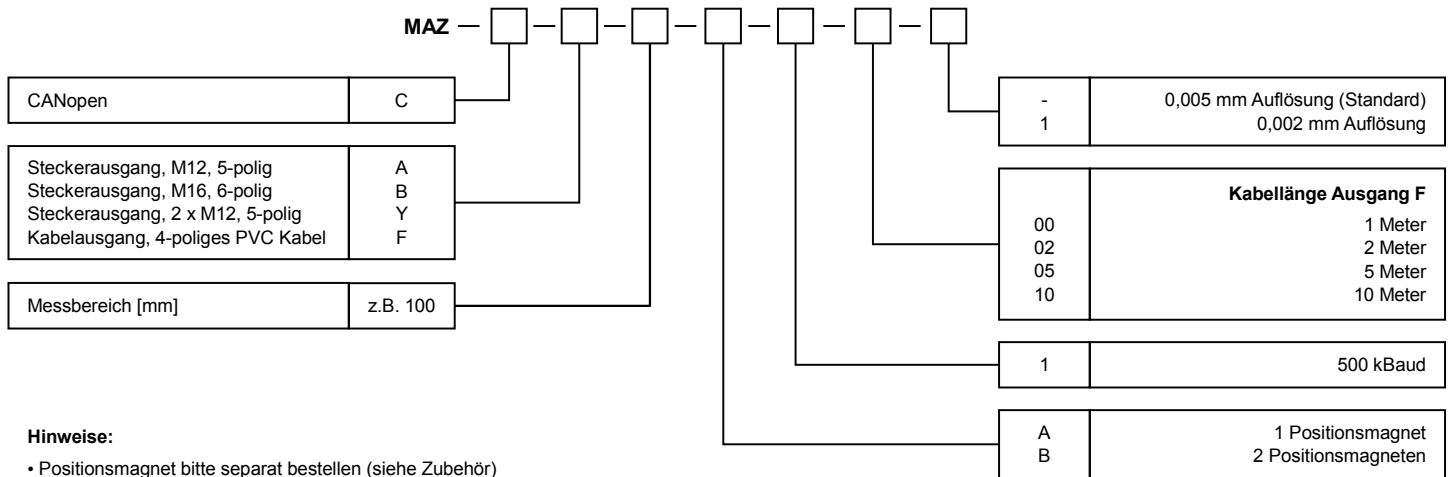 MAZ — — — — — — —
CANopen C
Steckerausgang, M12, 5-polig A
Steckerausgang, M16, 6-polig B
Steckerausgang, 2 x M12, 5-polig Y
Kabelausgang, 4-poliges PVC Kabel F
Messbereich [mm] z.B. 100
- 0,005 mm Auflösung (Standard)
1 0,002 mm Auflösung
Kabellänge Ausgang F
00 1 Meter
02 2 Meter
05 5 Meter
10 10 Meter
1 500 kBaud
A 1 Positionsmagnet
B 2 Positionsmagneten
Hinweise:
• Positionsmagnet bitte separat bestellen (siehe Zubehör)